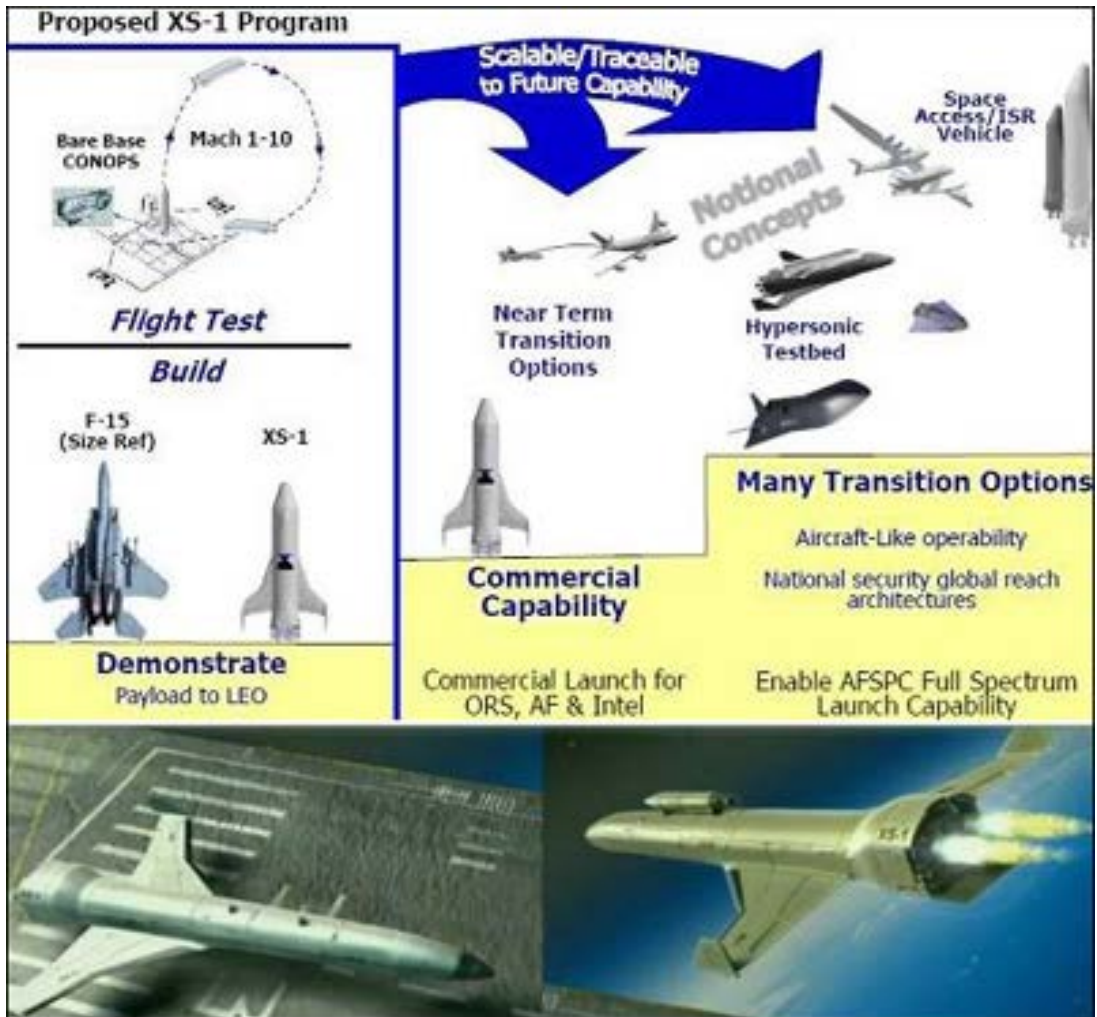 Proposed XS-1 Program
Scalable/Traceable
to Future Capability
Bare Base
CONOPS
Mach 1-10
Flight Test
Build
F-15
(Size Ref)
XS-1
Demonstrate
Payload to LEO
Notional
Concepts
Space
Access/ISR
Vehicle
Near Term
Transition
Options
Hypersonic
Testbed
Commercial
Capability
Commercial Launch for
ORS, AF & Intel
Many Transition Options
Aircraft-Like operability
National security global reach
architectures
Enable AFSPC Full Spectrum
Launch Capability
XS-1